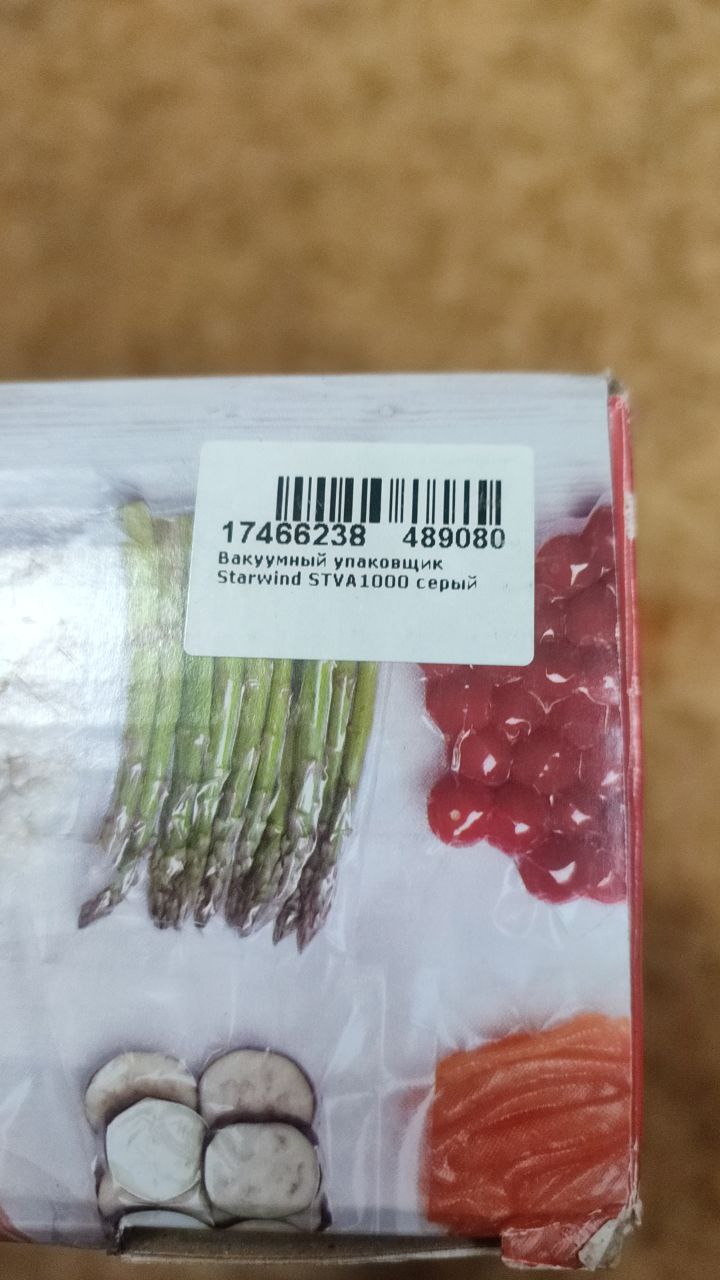 17466238 489080
Вакуумный упаковщик
Starwind STVA1000 серый